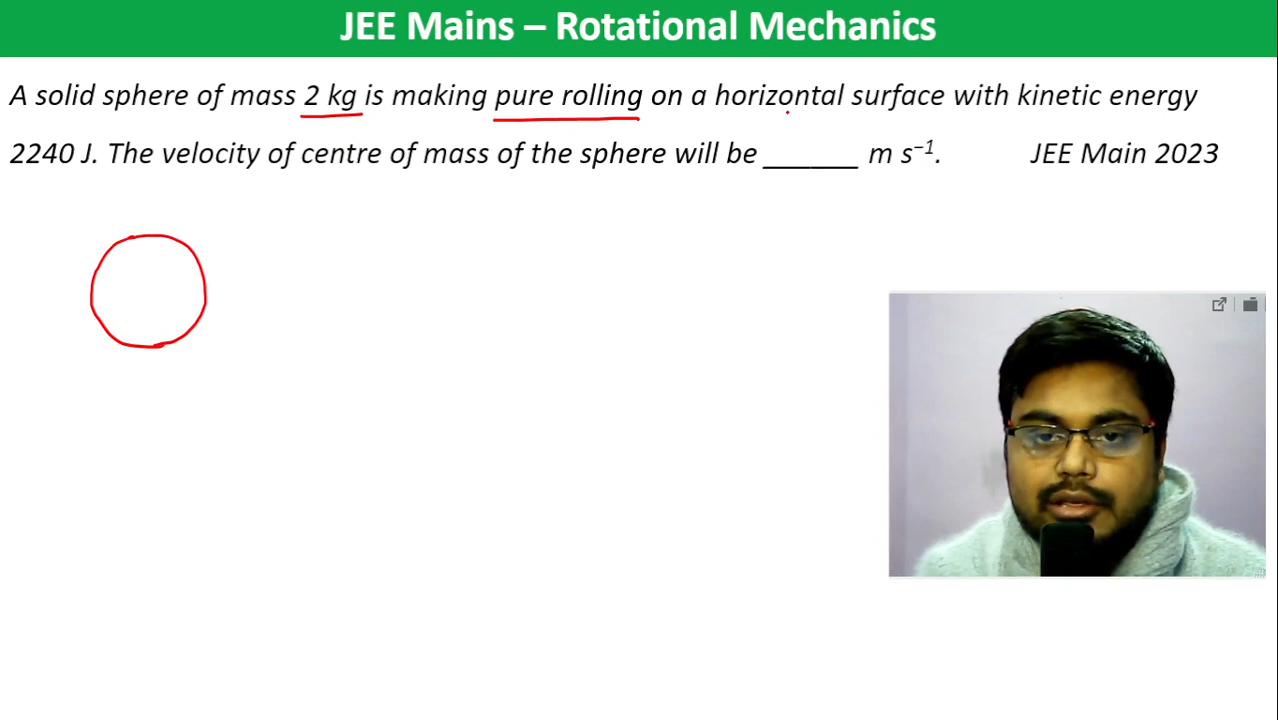 JEE Mains – Rotational Mechanics
A solid sphere of mass 2 kg is making pure rolling on a horizontal surface with kinetic energy
2240 J. The velocity of centre of mass of the sphere will be ______ m s⁻¹. JEE Main 2023